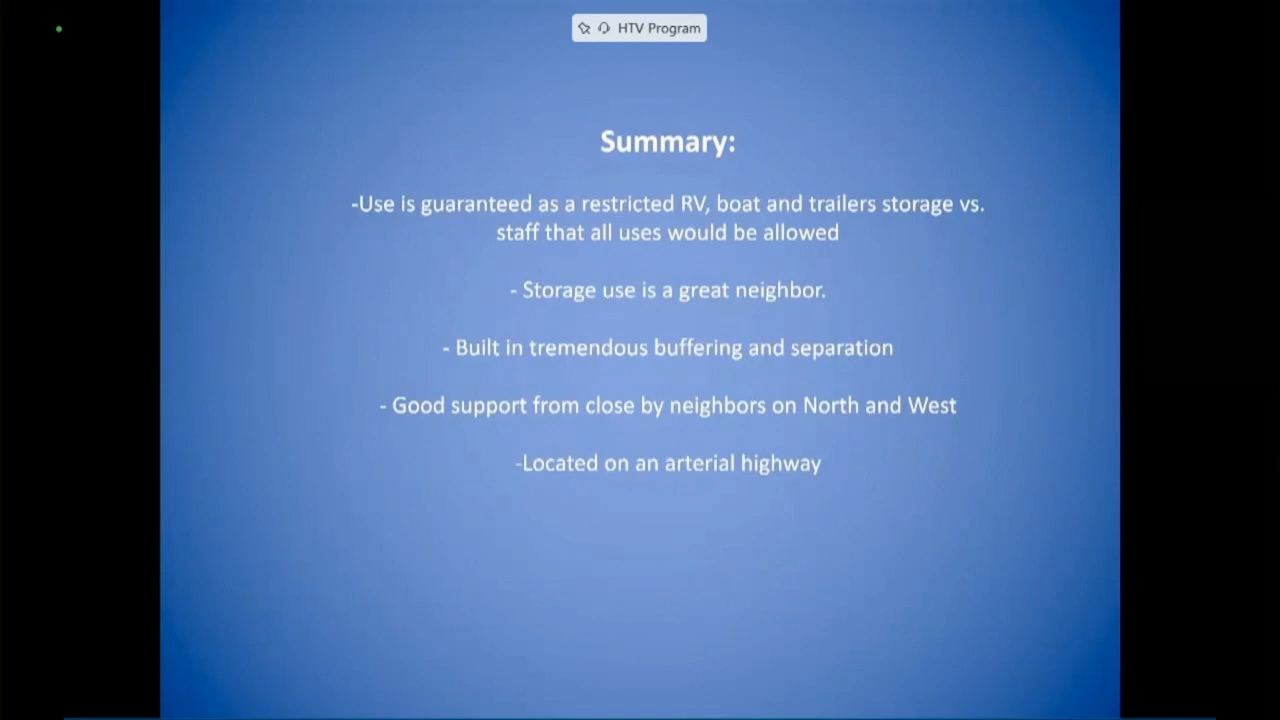 HTV Program
Summary:
-Use is guaranteed as a restricted RV, boat and trailers storage vs.
staff that all uses would be allowed
- Storage use is a great neighbor.
- Built in tremendous buffering and separation
- Good support from close by neighbors on North and West
-Located on an arterial highway